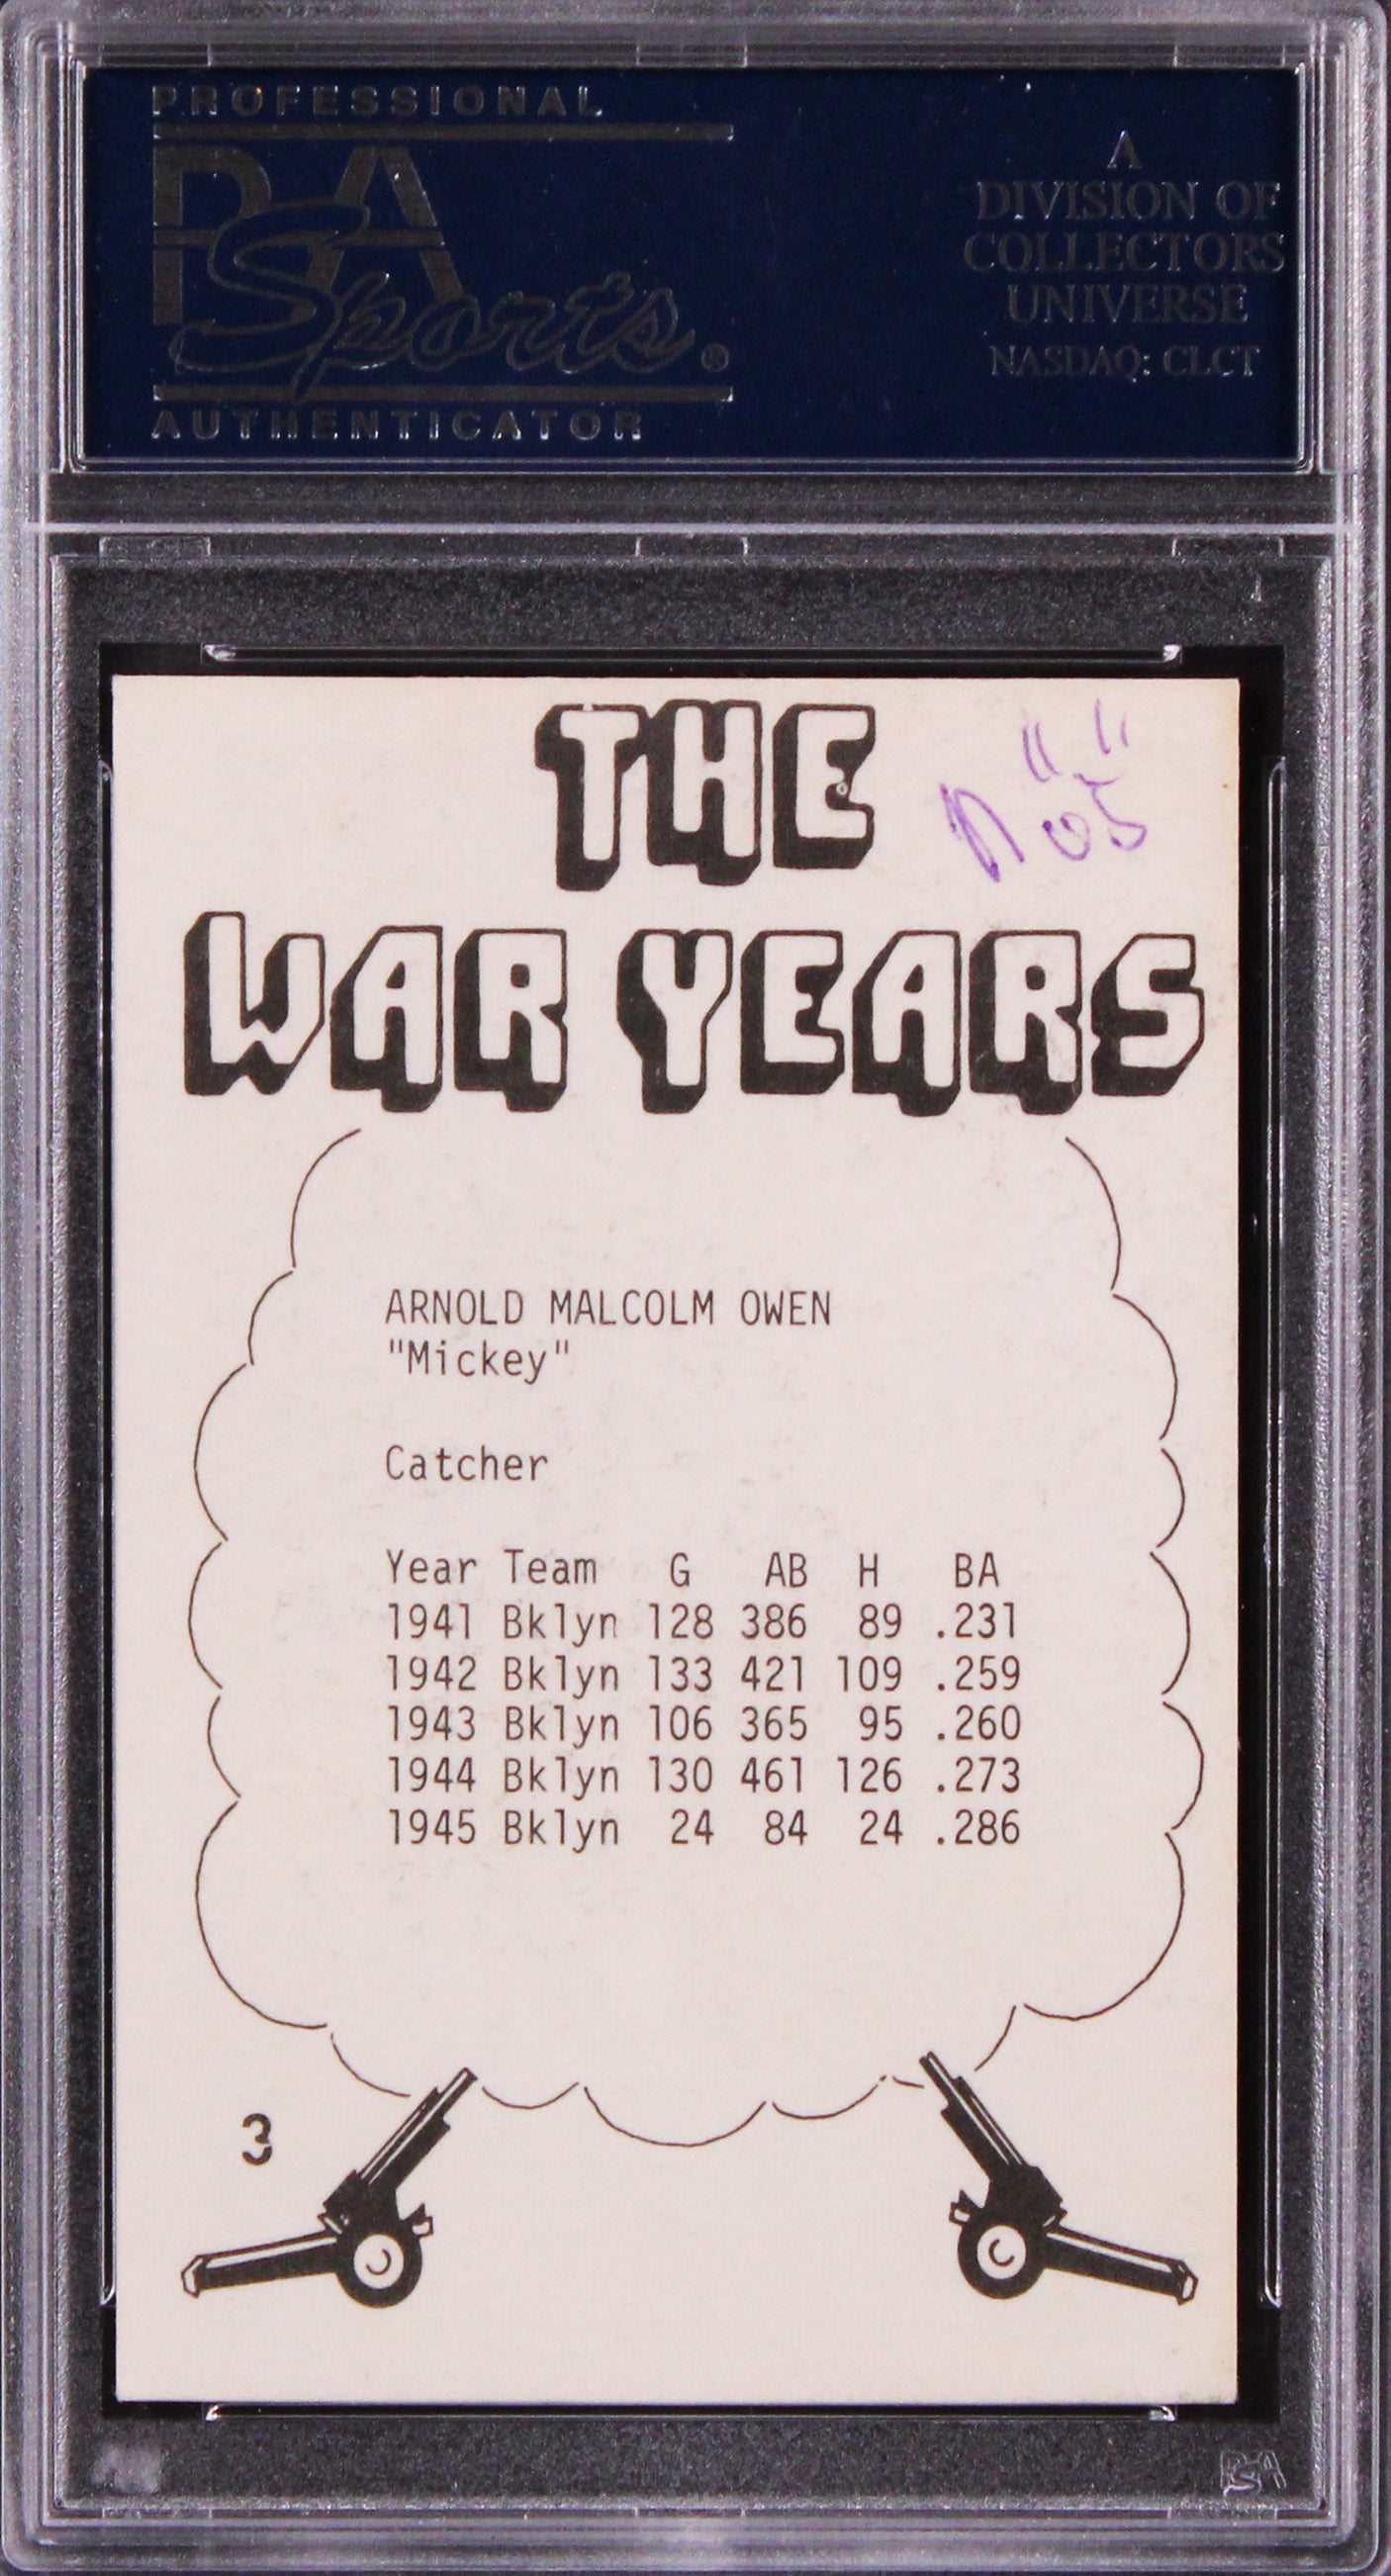 PROFESSIONAL
PSA
Sports®
AUTHENTICATOR
A
DIVISION OF
COLLECTORS
UNIVERSE
NASDAQ: CLCT
THE
WAR YEARS
ARNOLD MALCOLM OWEN
"Mickey"
Catcher
Year Team G AB H BA
1941 Bklyn 128 386 89 .231
1942 Bklyn 133 421 109 .259
1943 Bklyn 106 365 95 .260
1944 Bklyn 130 461 126 .273
1945 Bklyn 24 84 24 .286
3
PSA